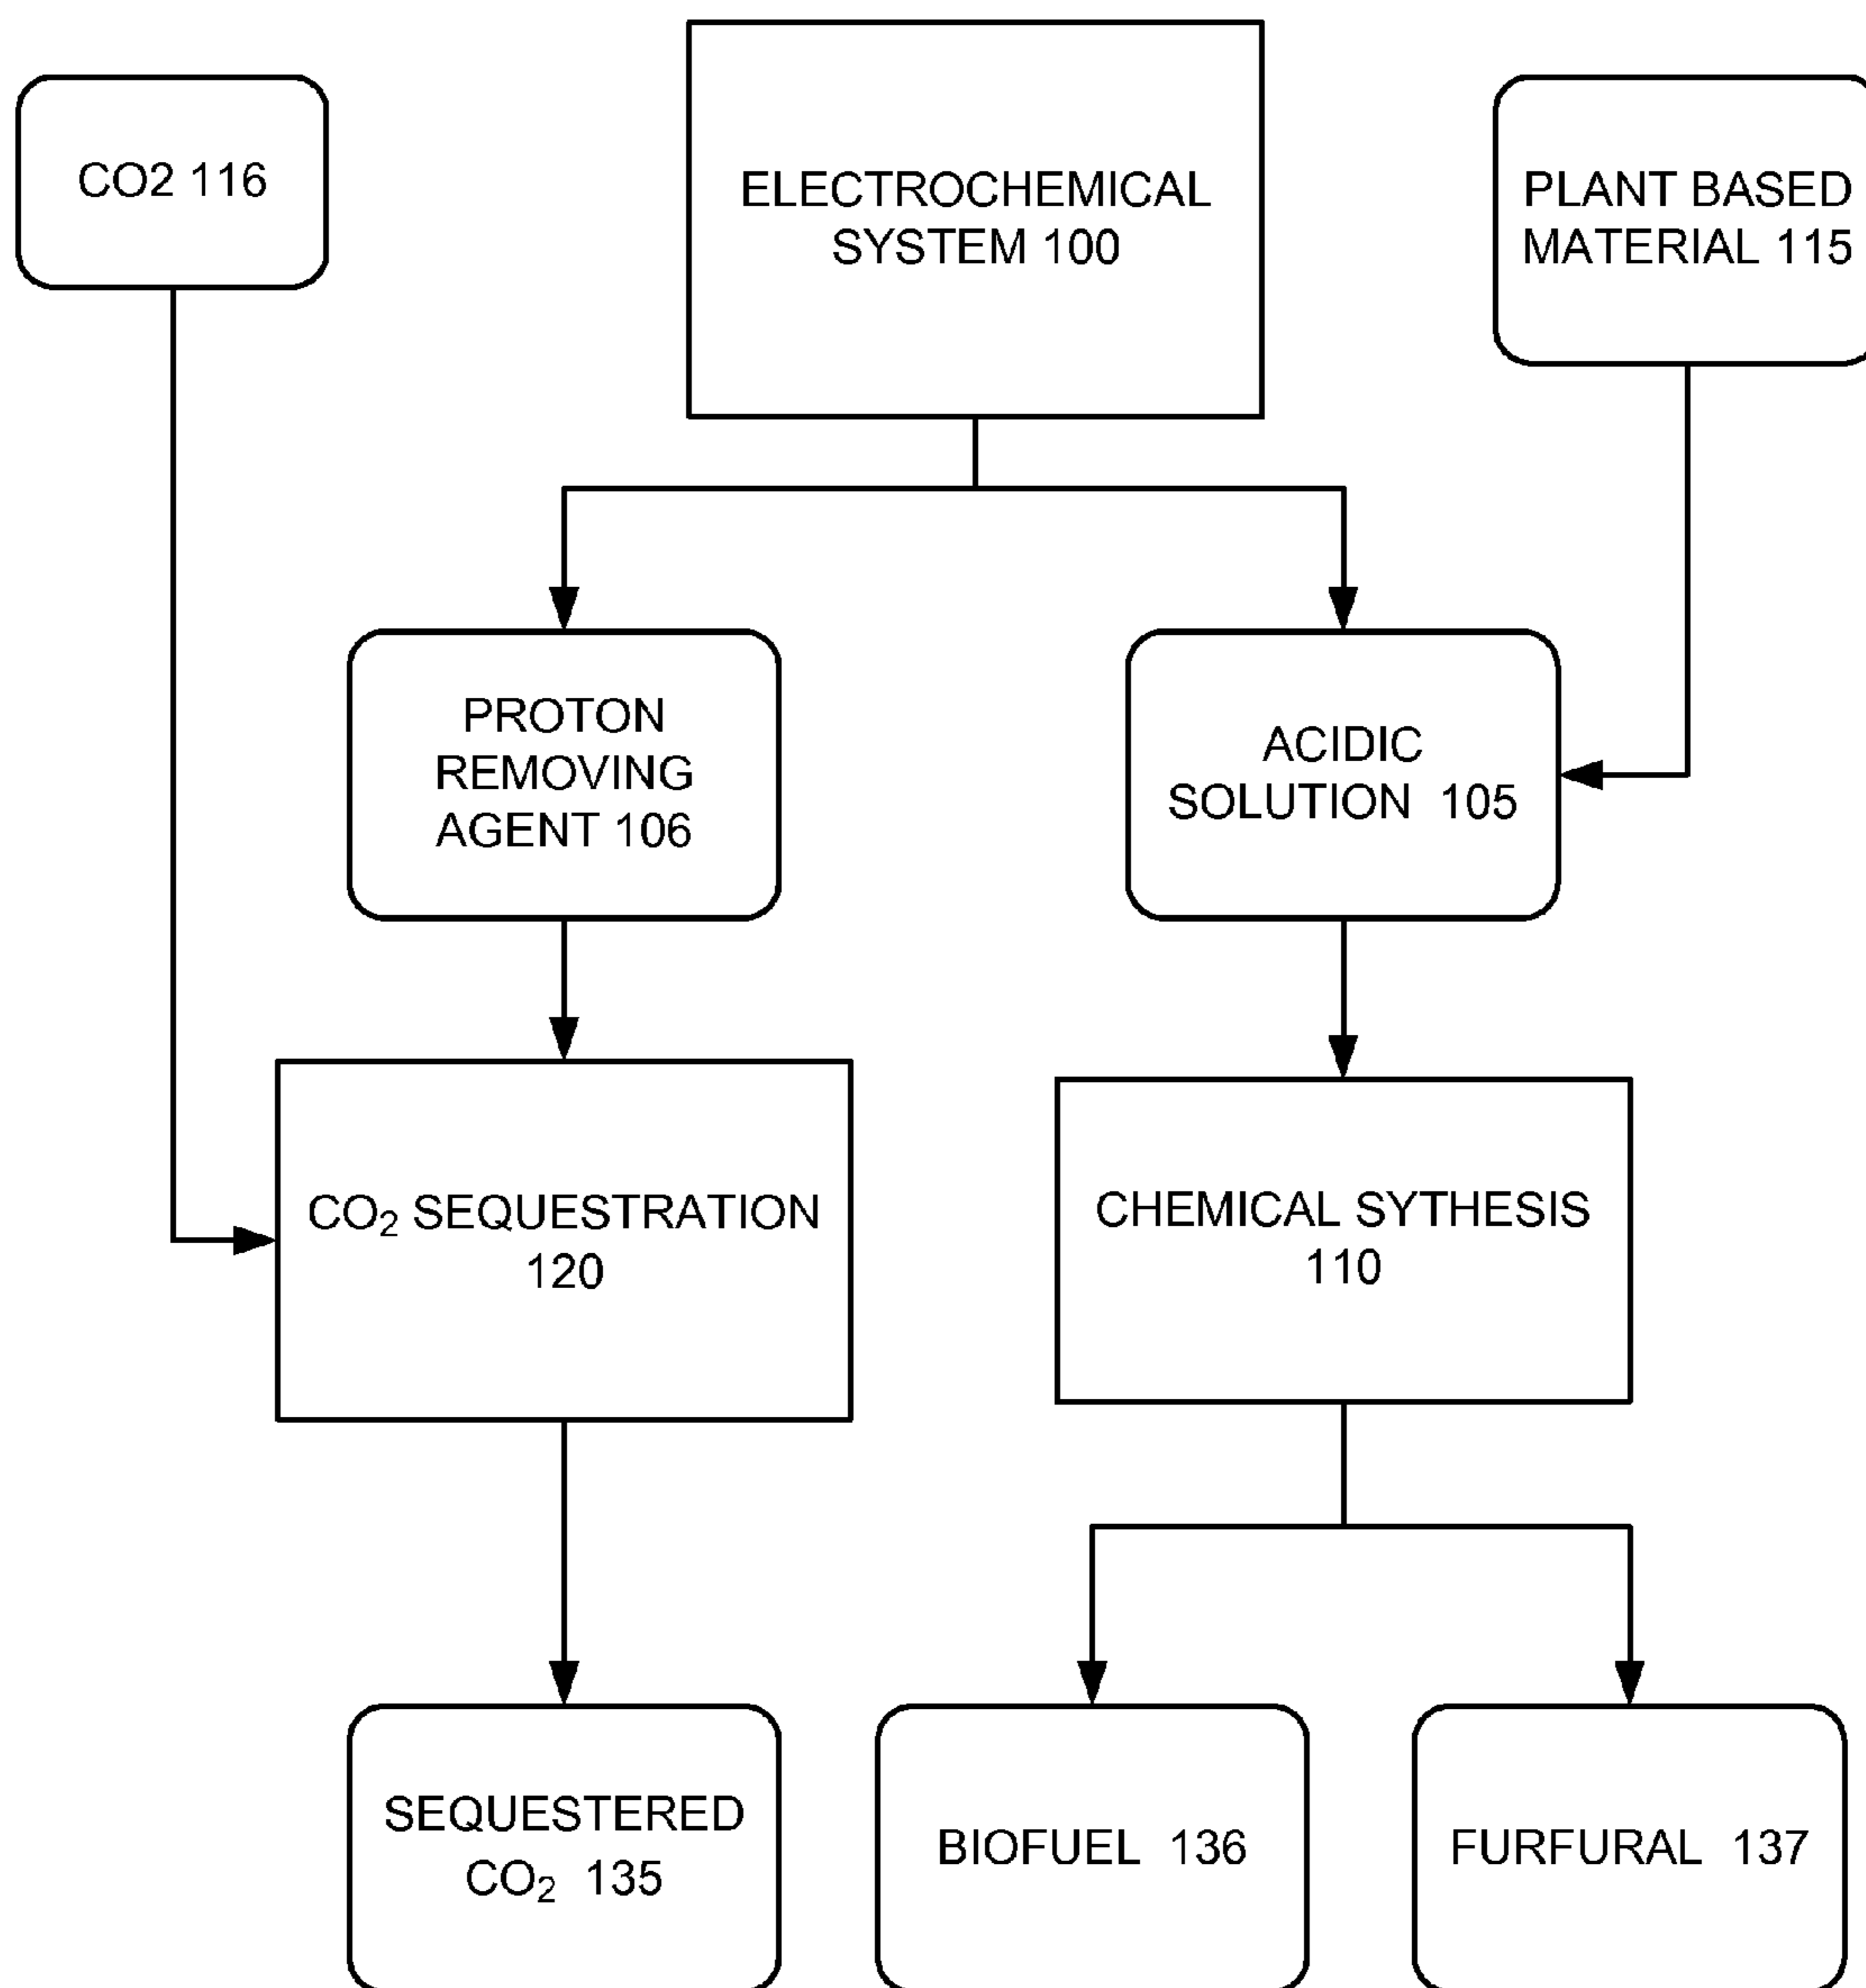 CO2 116
ELECTROCHEMICAL
SYSTEM 100
PLANT BASED
MATERIAL 115
PROTON
REMOVING
AGENT 106
ACIDIC
SOLUTION 105
CO₂ SEQUESTRATION
120
CHEMICAL SYTHESIS
110
SEQUESTERED
CO₂ 135
BIOFUEL 136
FURFURAL 137